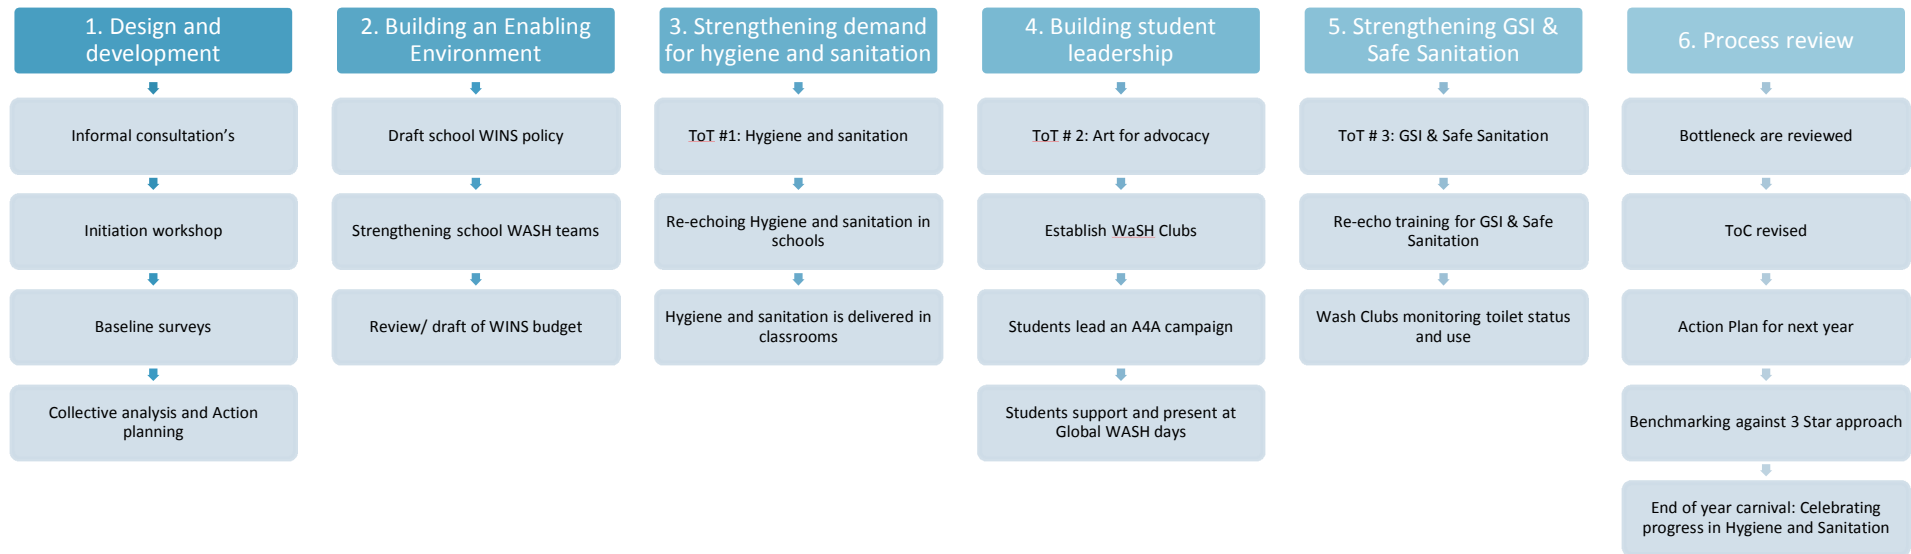 1. Design and
development
Informal consultation’s
Initiation workshop
Baseline surveys
Collective analysis and Action
planning
2. Building an Enabling
Environment
Draft school WINS policy
Strengthening school WASH teams
Review/ draft of WINS budget
3. Strengthening demand
for hygiene and sanitation
ToT #1: Hygiene and sanitation
Re-echoing Hygiene and sanitation in
schools
Hygiene and sanitation is delivered in
classrooms
4. Building student
leadership
ToT # 2: Art for advocacy
Establish WaSH Clubs
Students lead an A4A campaign
Students support and present at
Global WASH days
5. Strengthening GSI &
Safe Sanitation
ToT # 3: GSI & Safe Sanitation
Re-echo training for GSI & Safe
Sanitation
Wash Clubs monitoring toilet status
and use
6. Process review
Bottleneck are reviewed
ToC revised
Action Plan for next year
Benchmarking against 3 Star approach
End of year carnival: Celebrating
progress in Hygiene and Sanitation